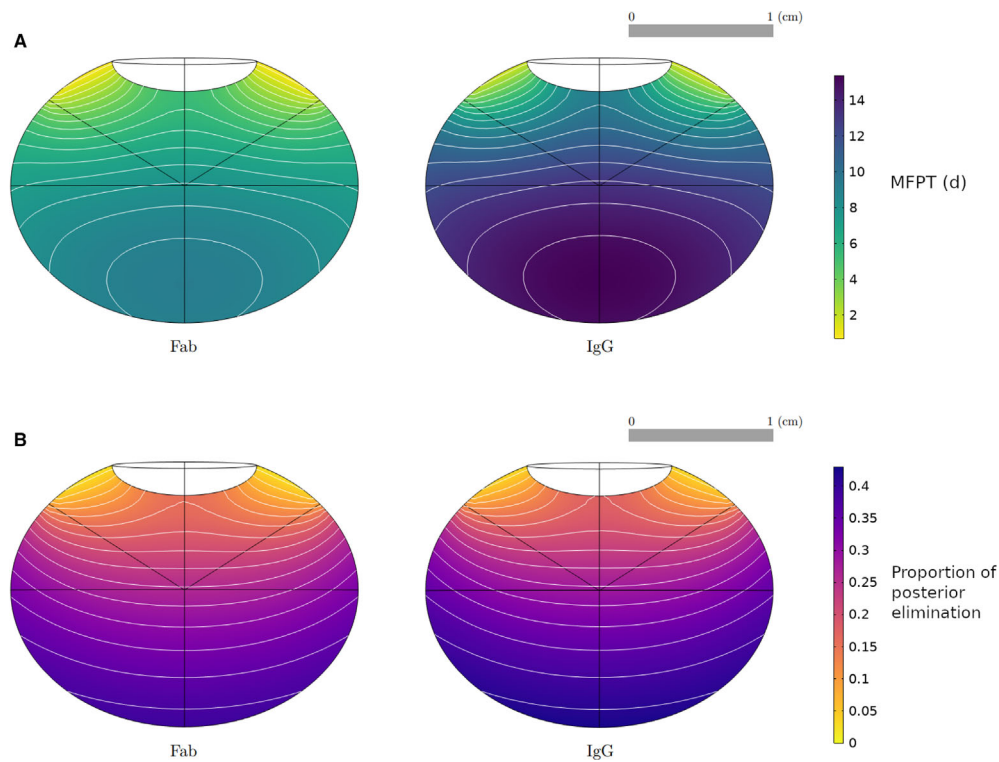 0 1 (cm)
A
14
12
10
8
6
4
2
MFPT (d)
Fab
IgG
0 1 (cm)
B
0.4
0.35
0.3
0.25
0.2
0.15
0.1
0.05
0
Proportion of
posterior
elimination
Fab
IgG